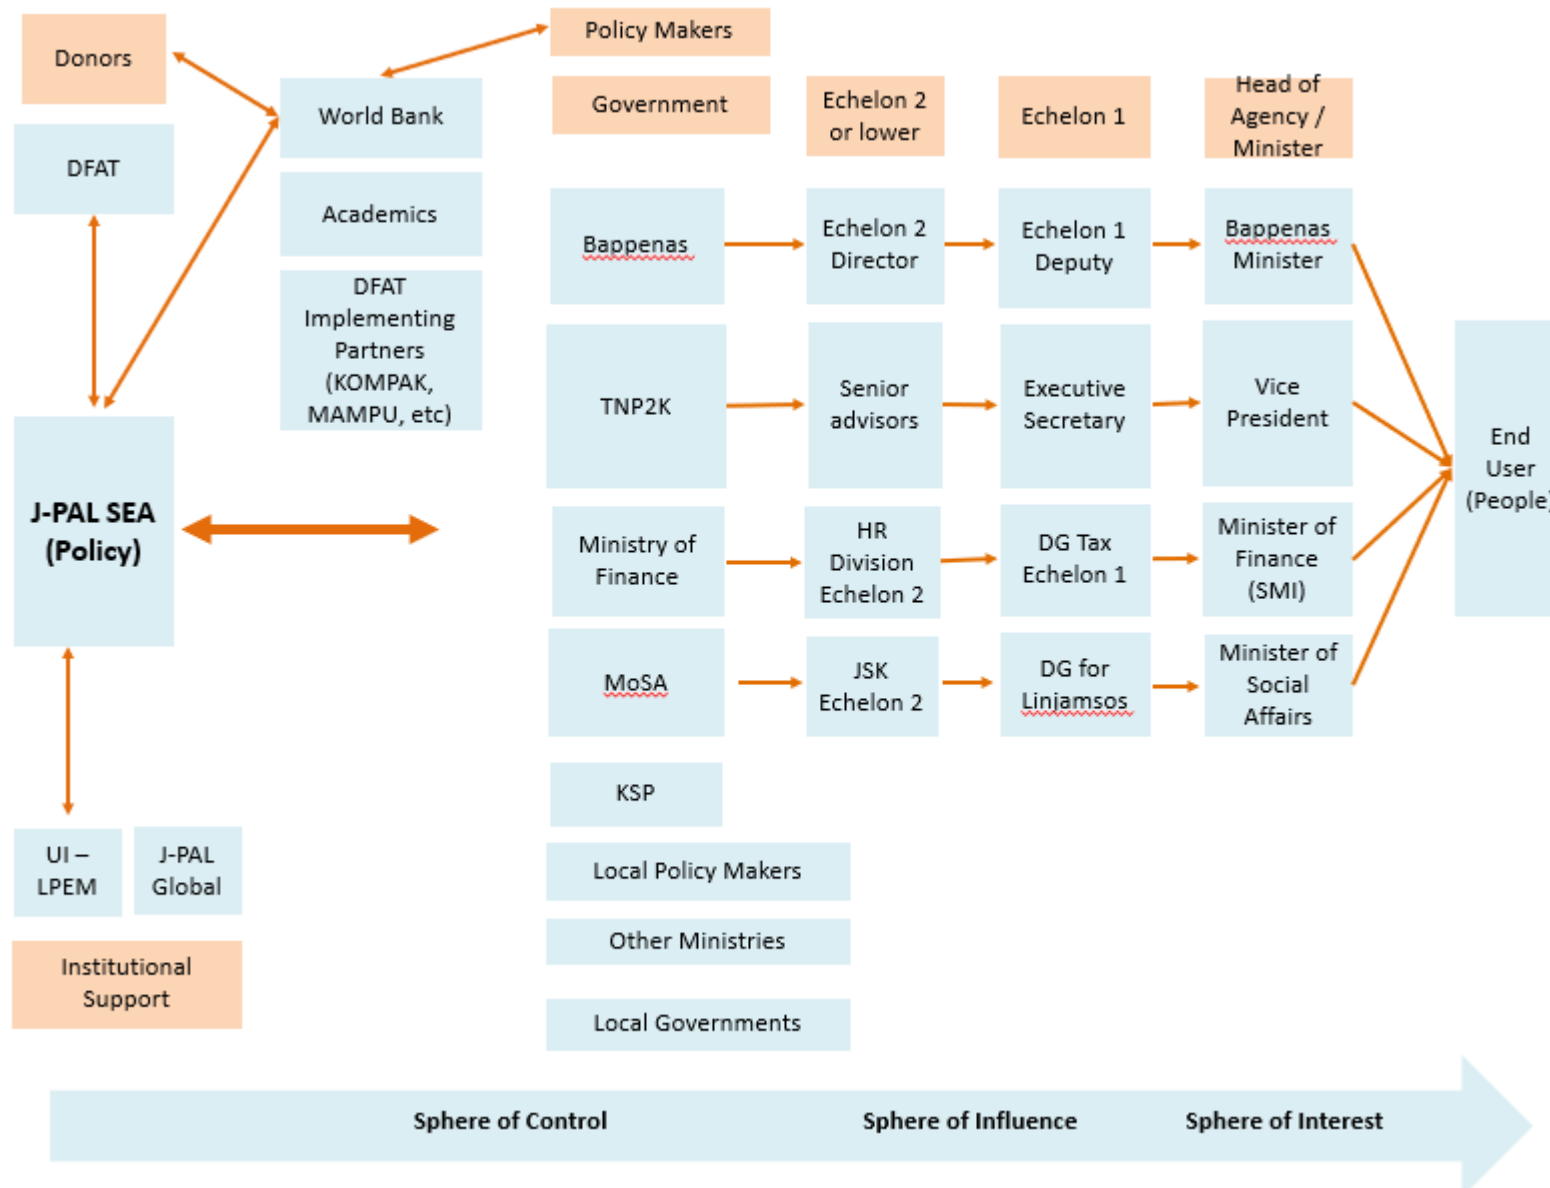 Donors
DFAT
World Bank
Academics
DFAT
Implementing
Partners
(KOMPAK,
MAMPU, etc)
J-PAL SEA
(Policy)
UI –
LPEM
J-PAL
Global
Institutional
Support
Policy Makers
Government
Echelon 2
or lower
Echelon 1
Head of
Agency /
Minister
Bappenas
Echelon 2
Director
Echelon 1
Deputy
Bappenas
Minister
TNP2K
Senior
advisors
Executive
Secretary
Vice
President
Ministry of
Finance
HR
Division
Echelon 2
DG Tax
Echelon 1
Minister of
Finance
(SMI)
MoSA
JSK
Echelon 2
DG for
Linjamsos
Minister of
Social
Affairs
End
User
(People)
KSP
Local Policy Makers
Other Ministries
Local Governments
Sphere of Control
Sphere of Influence
Sphere of Interest